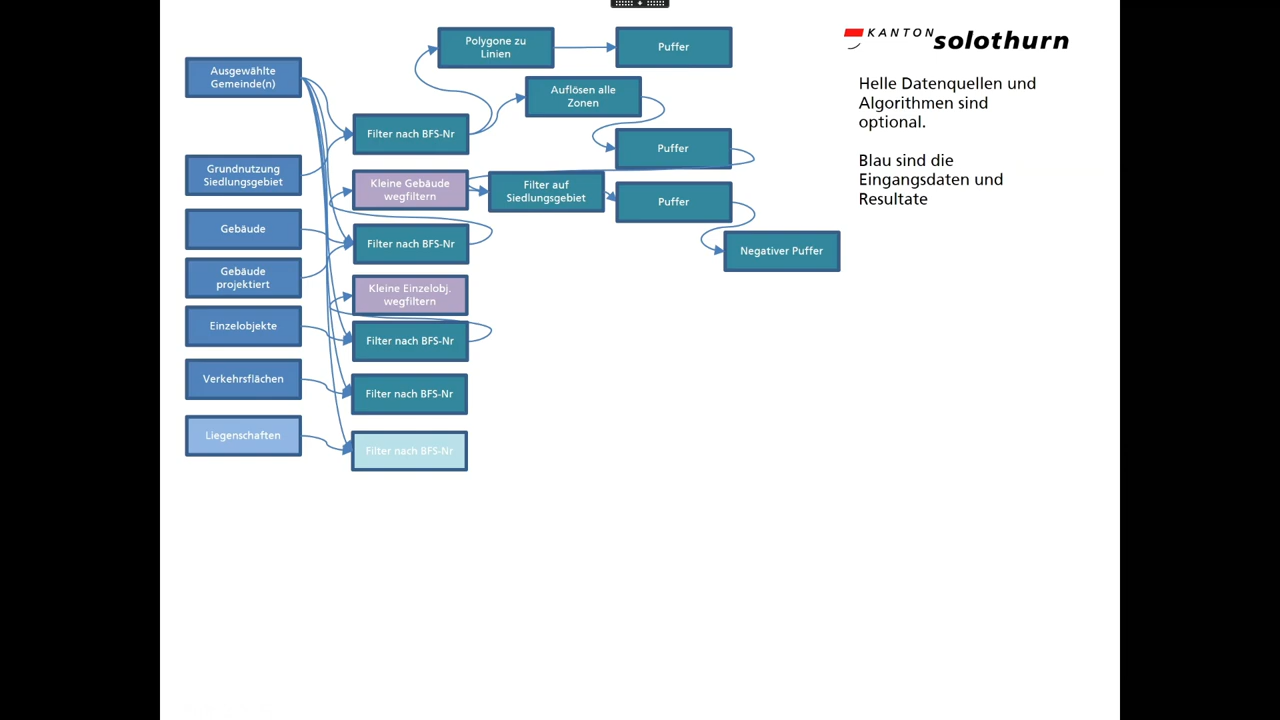 Polygone zu
Linien
Puffer
KANTON solothurn
Ausgewählte
Gemeinde(n)
Auflösen alle
Zonen
Helle Datenquellen und
Algorithmen sind
optional.
Filter nach BFS-Nr
Puffer
Grundnutzung
Siedlungsgebiet
Kleine Gebäude
wegfiltern
Filter auf
Siedlungsgebiet
Puffer
Blau sind die
Eingangsdaten und
Resultate
Gebäude
Filter nach BFS-Nr
Negativer Puffer
Gebäude
projektiert
Kleine Einzelobj.
wegfiltern
Einzelobjekte
Filter nach BFS-Nr
Verkehrsflächen
Filter nach BFS-Nr
Liegenschaften
Filter nach BFS-Nr